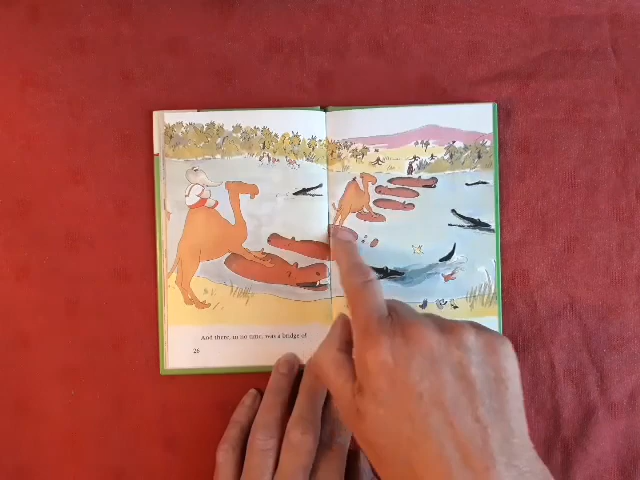 And there, in no time, was a bridge of
26